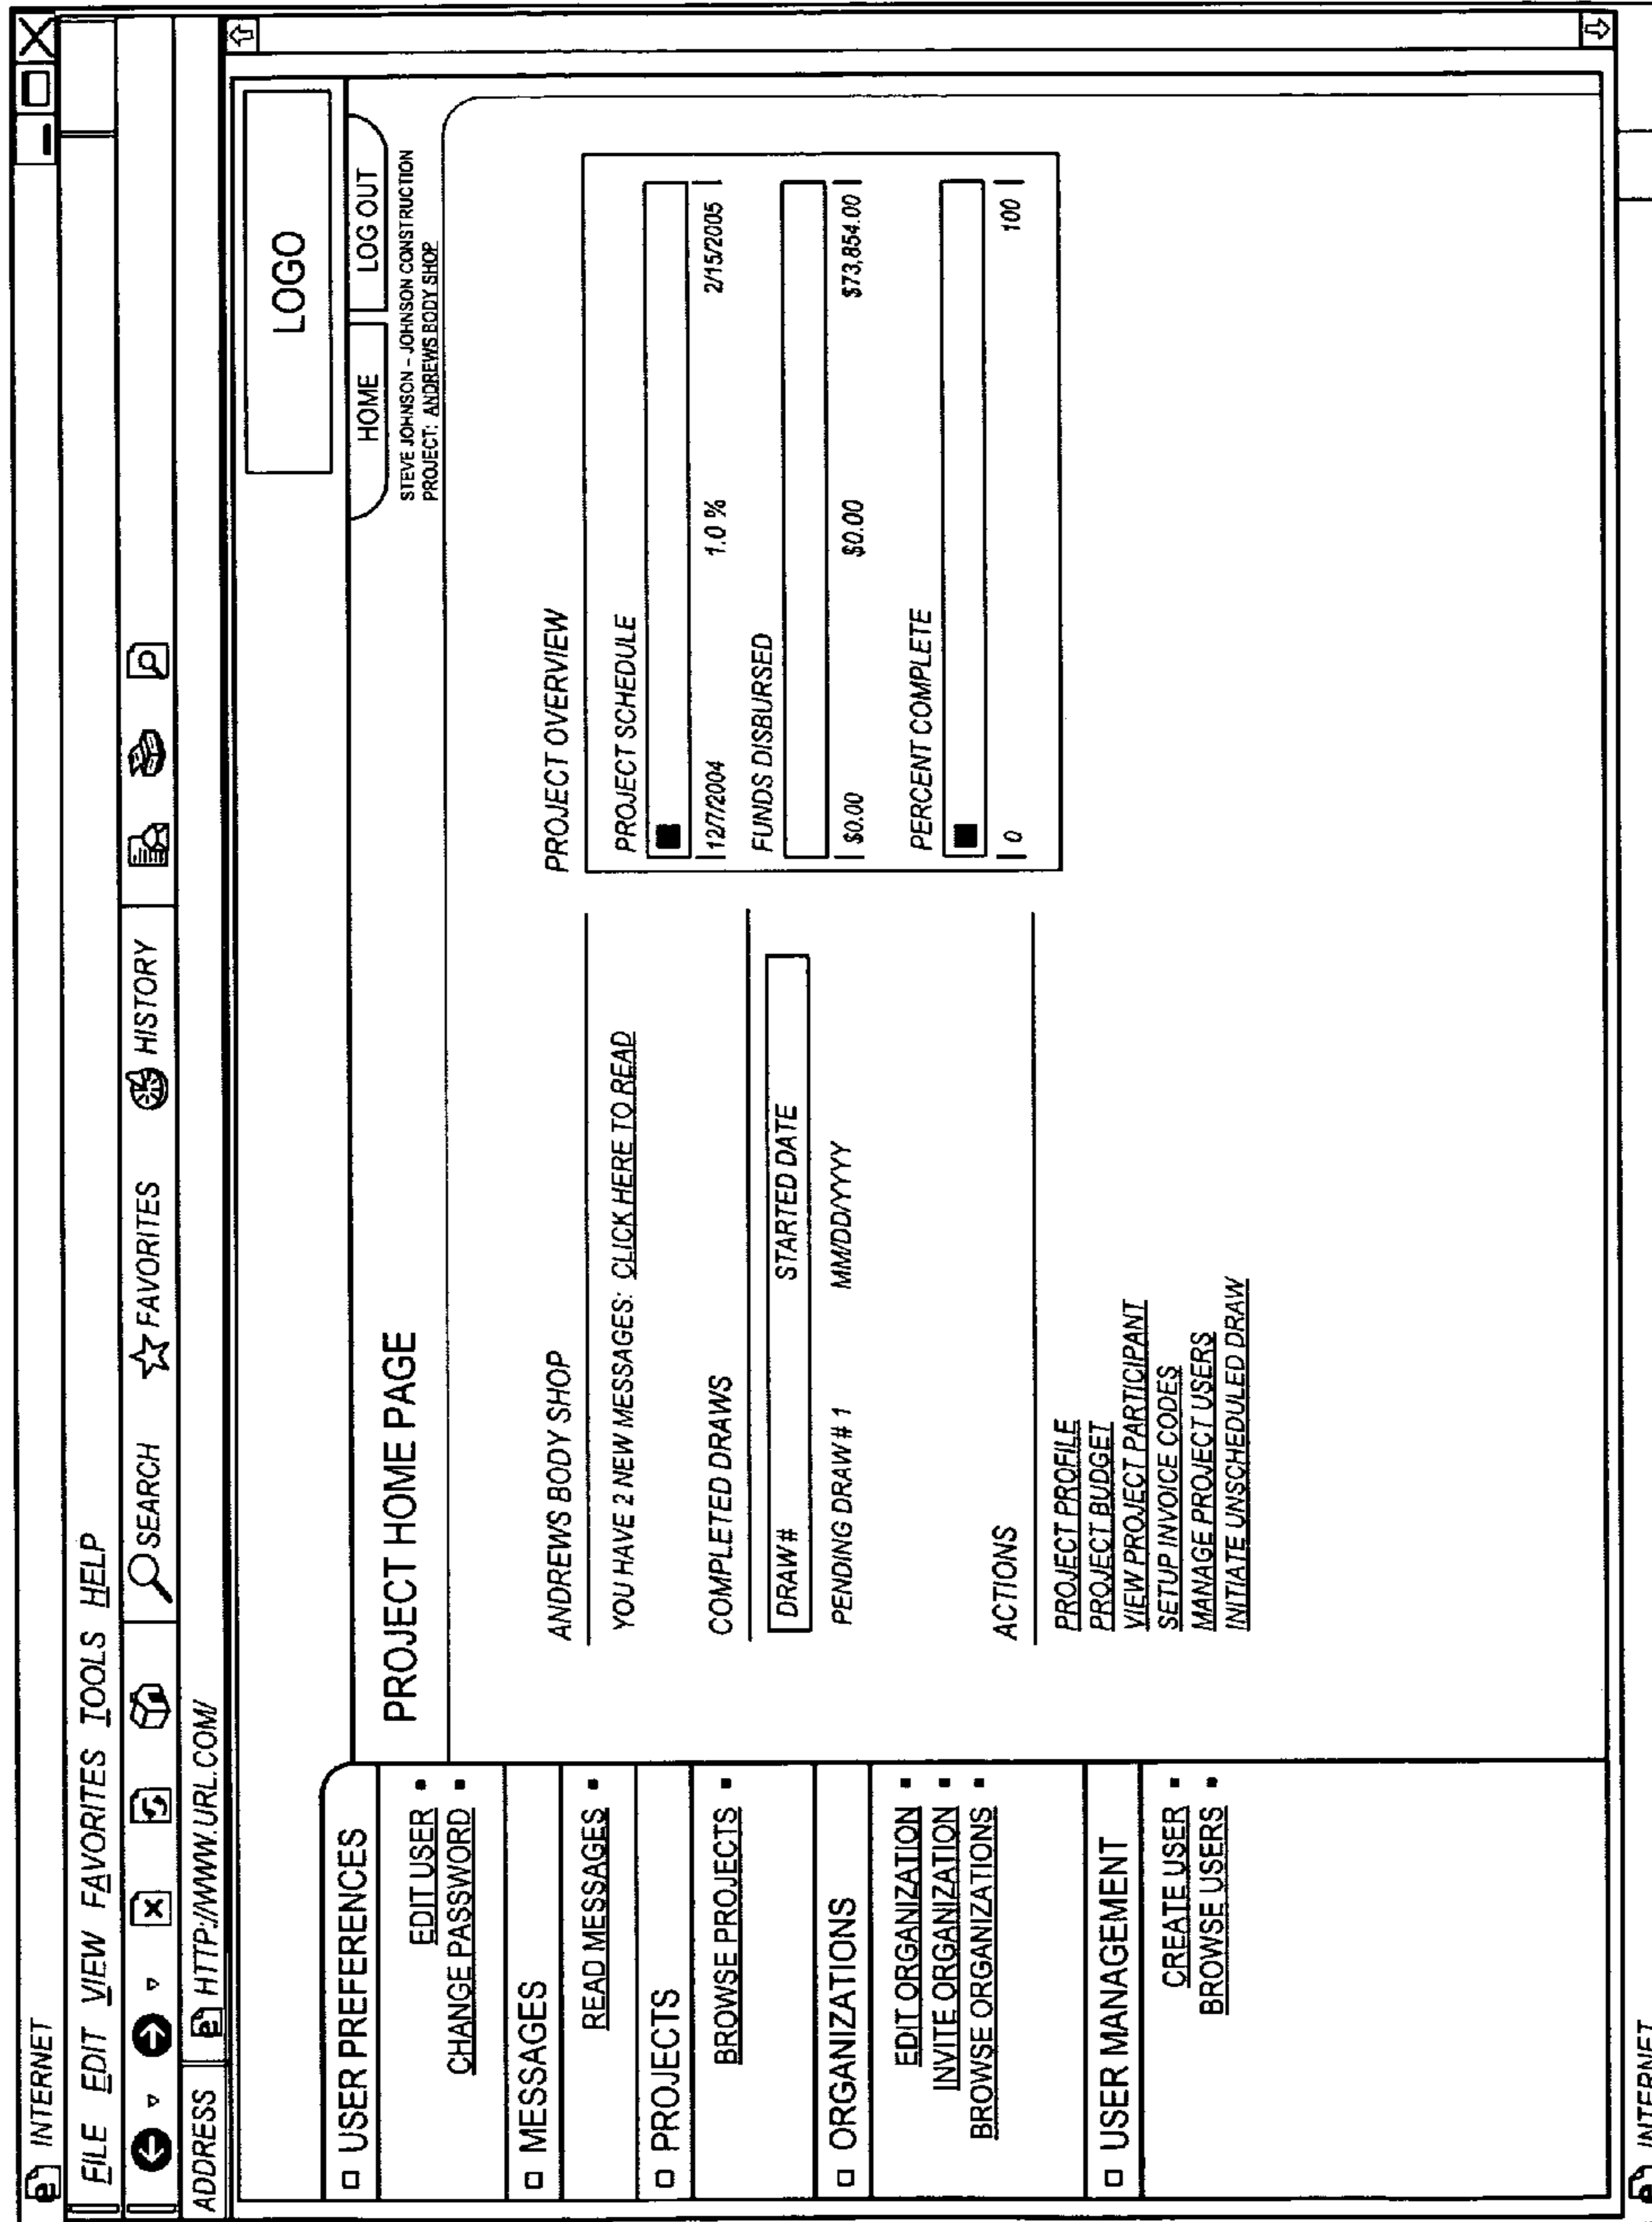 INTERNET
FILE EDIT VIEW FAVORITES TOOLS HELP
SEARCH FAVORITES HISTORY
ADDRESS HTTP://WWW.URL.COM/
LOGO
HOME LOG OUT
STEVE JOHNSON - JOHNSON CONSTRUCTION
PROJECT: ANDREWS BODY SHOP
USER PREFERENCES
EDIT USER
CHANGE PASSWORD
MESSAGES
READ MESSAGES
PROJECTS
BROWSE PROJECTS
ORGANIZATIONS
EDIT ORGANIZATION
INVITE ORGANIZATION
BROWSE ORGANIZATIONS
USER MANAGEMENT
CREATE USER
BROWSE USERS
PROJECT HOME PAGE
ANDREWS BODY SHOP
YOU HAVE 2 NEW MESSAGES: CLICK HERE TO READ
COMPLETED DRAWS
DRAW # STARTED DATE
PENDING DRAW # 1 MM/DD/YYYY
ACTIONS
PROJECT PROFILE
PROJECT BUDGET
VIEW PROJECT PARTICIPANT
SETUP INVOICE CODES
MANAGE PROJECT USERS
INITIATE UNSCHEDULED DRAW
PROJECT OVERVIEW
PROJECT SCHEDULE
12/7/2004 1.0 % 2/15/2005
FUNDS DISBURSED
$0.00 $0.00 $73,854.00
PERCENT COMPLETE
0 100
INTERNET